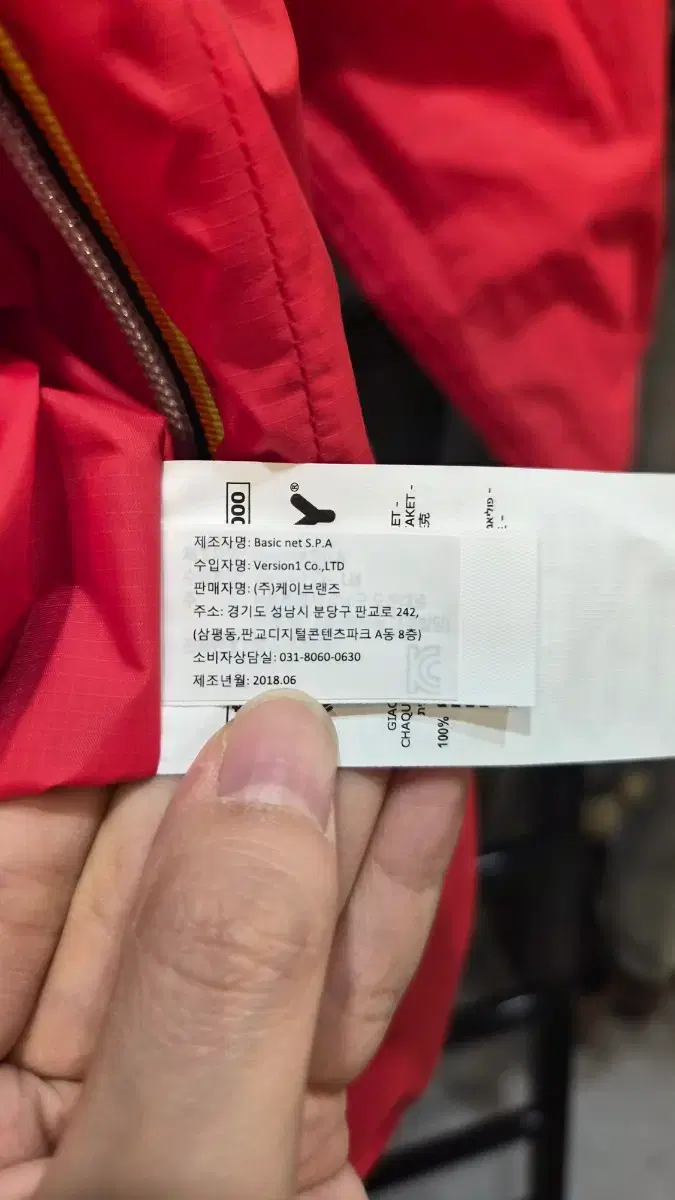 제조자명: Basic net S.P.A
수입자명: Version1 Co.,LTD
판매자명: (주)케이브랜즈
주소: 경기도 성남시 분당구 판교로 242,
(삼평동,판교디지털콘텐츠파크 A동 8층)
소비자상담실: 031-8060-0630
제조년월: 2018.06
100%